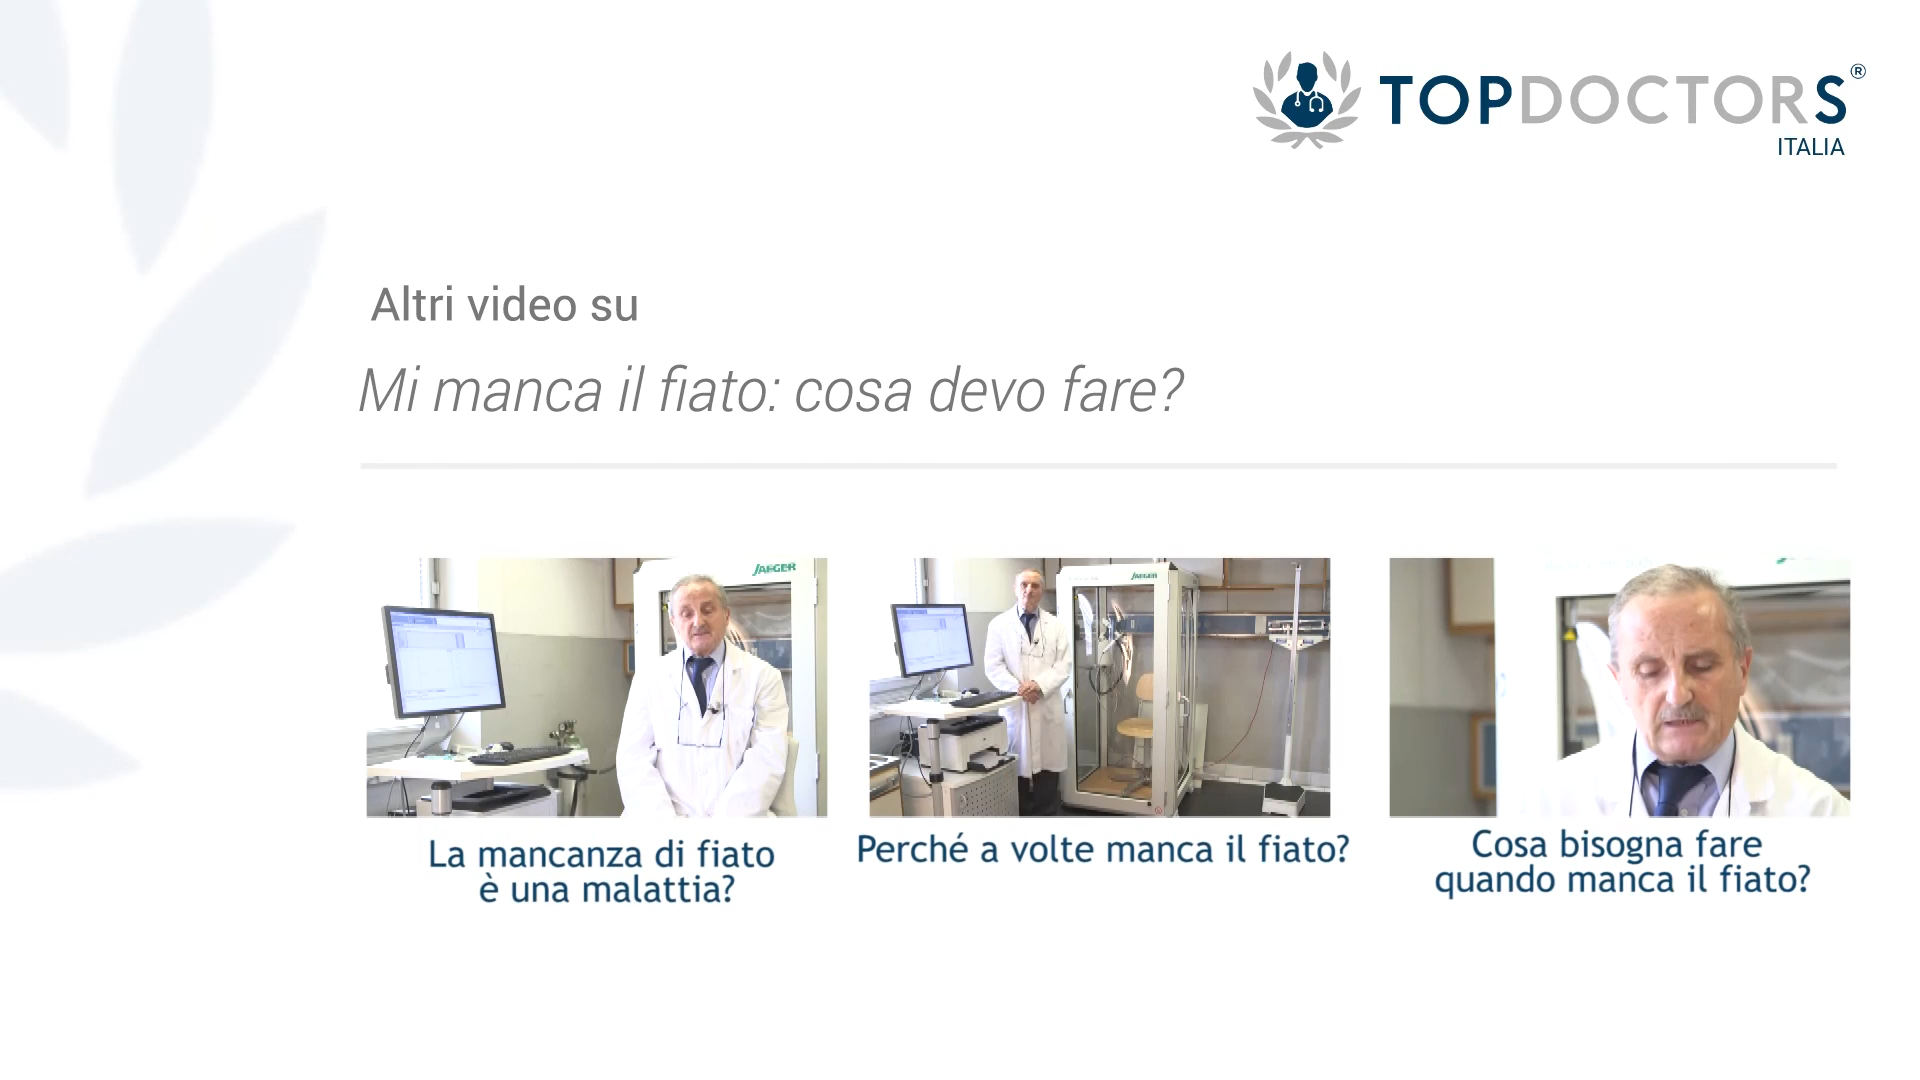 TOPDOCTORS®
ITALIA
Altri video su
Mi manca il fiato: cosa devo fare?
JAEGER
JAEGER
La mancanza di fiato
è una malattia?
Perché a volte manca il fiato?
Cosa bisogna fare
quando manca il fiato?